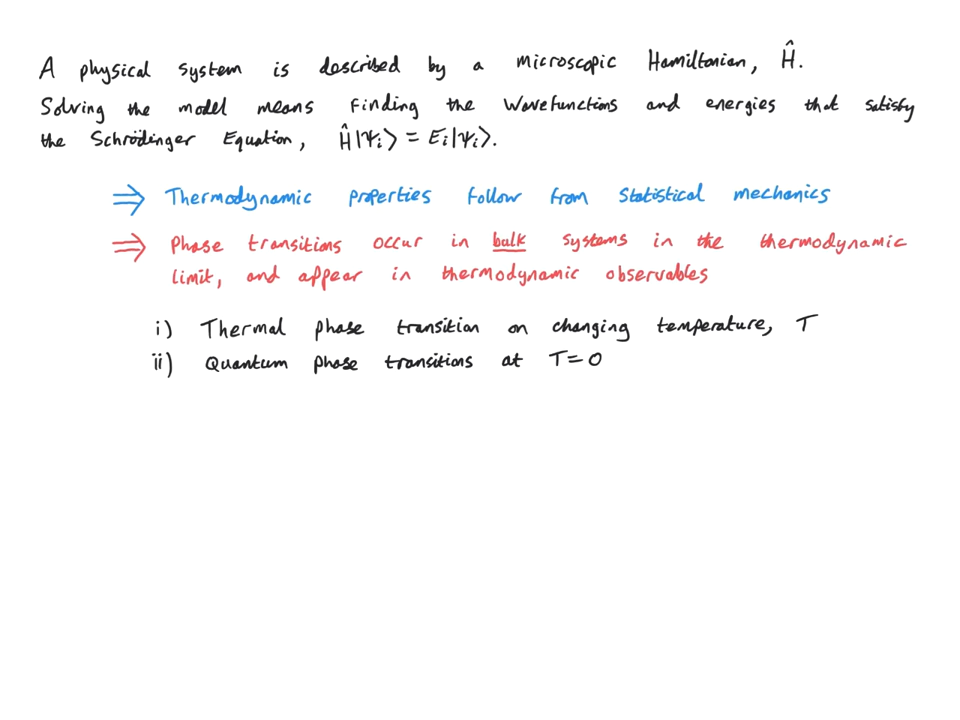 A physical system is described by a microscopic Hamiltonian, Ĥ.
Solving the model means finding the wavefunctions and energies that satisfy
the Schrödinger Equation, Ĥ|Ψᵢ⟩ = Eᵢ|Ψᵢ⟩.
⇒ Thermodynamic properties follow from statistical mechanics
⇒ Phase transitions occur in bulk systems in the thermodynamic
limit, and appear in thermodynamic observables
i) Thermal phase transition on changing temperature, T
ii) Quantum phase transitions at T=0